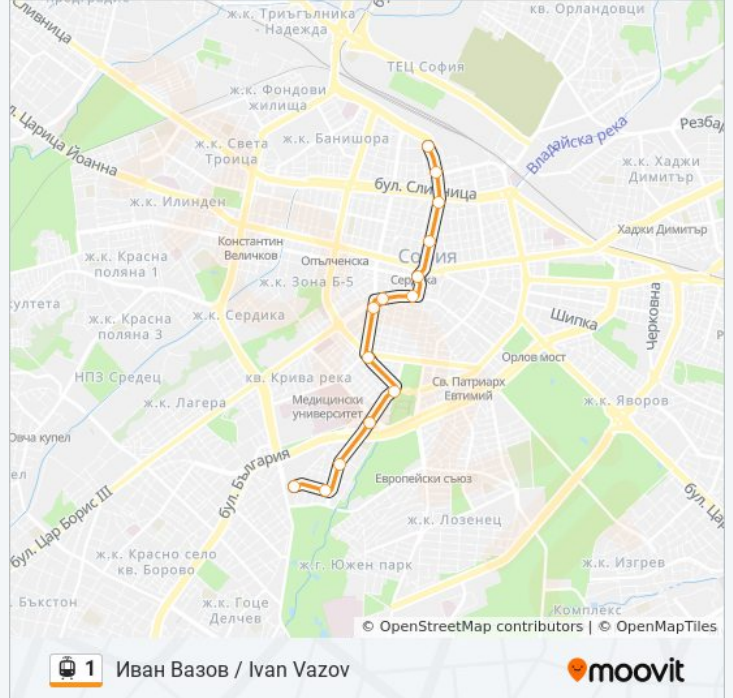 Сливница
ж.к. Триъгълника
- Надежда
кв. Орландовци
ТЕЦ София
ж.к. Фондови
жилища
ж.к. Света
Троица
ж.к. Банишора
Владайска река
Резбар
л. Царица Йоанна
бул. Сливница
ж.к. Хаджи
Димитър
ж.к. Илинден
Хаджи Димитър
Константин
Величков
Опълченска
София
Сердика
ж.к. Красна
поляна 1
ж.к. Зона Б-5
ултета
ж.к. Красна
поляна 3
ж.к. Сердика
Шипка
Черковна
Орлов мост
НПЗ Средец
кв. Крива река
Св. Патриарх
Евтимий
ж.к. Лагера
Медицински
университет
ж.к. Яворов
Овча купел
ел
бул. България
Европейски съюз
бул. Цар Борис III
бул. Цар
ж.к. Лозенец
ж.к. Красно село
кв. Борово
ж.г. Южен парк
ж.к. Изгрев
. Бъкстон
ж.к. Гоце
Делчев
Комплекс
© OpenStreetMap contributors | © OpenMapTiles
1 Иван Вазов / Ivan Vazov
moovit